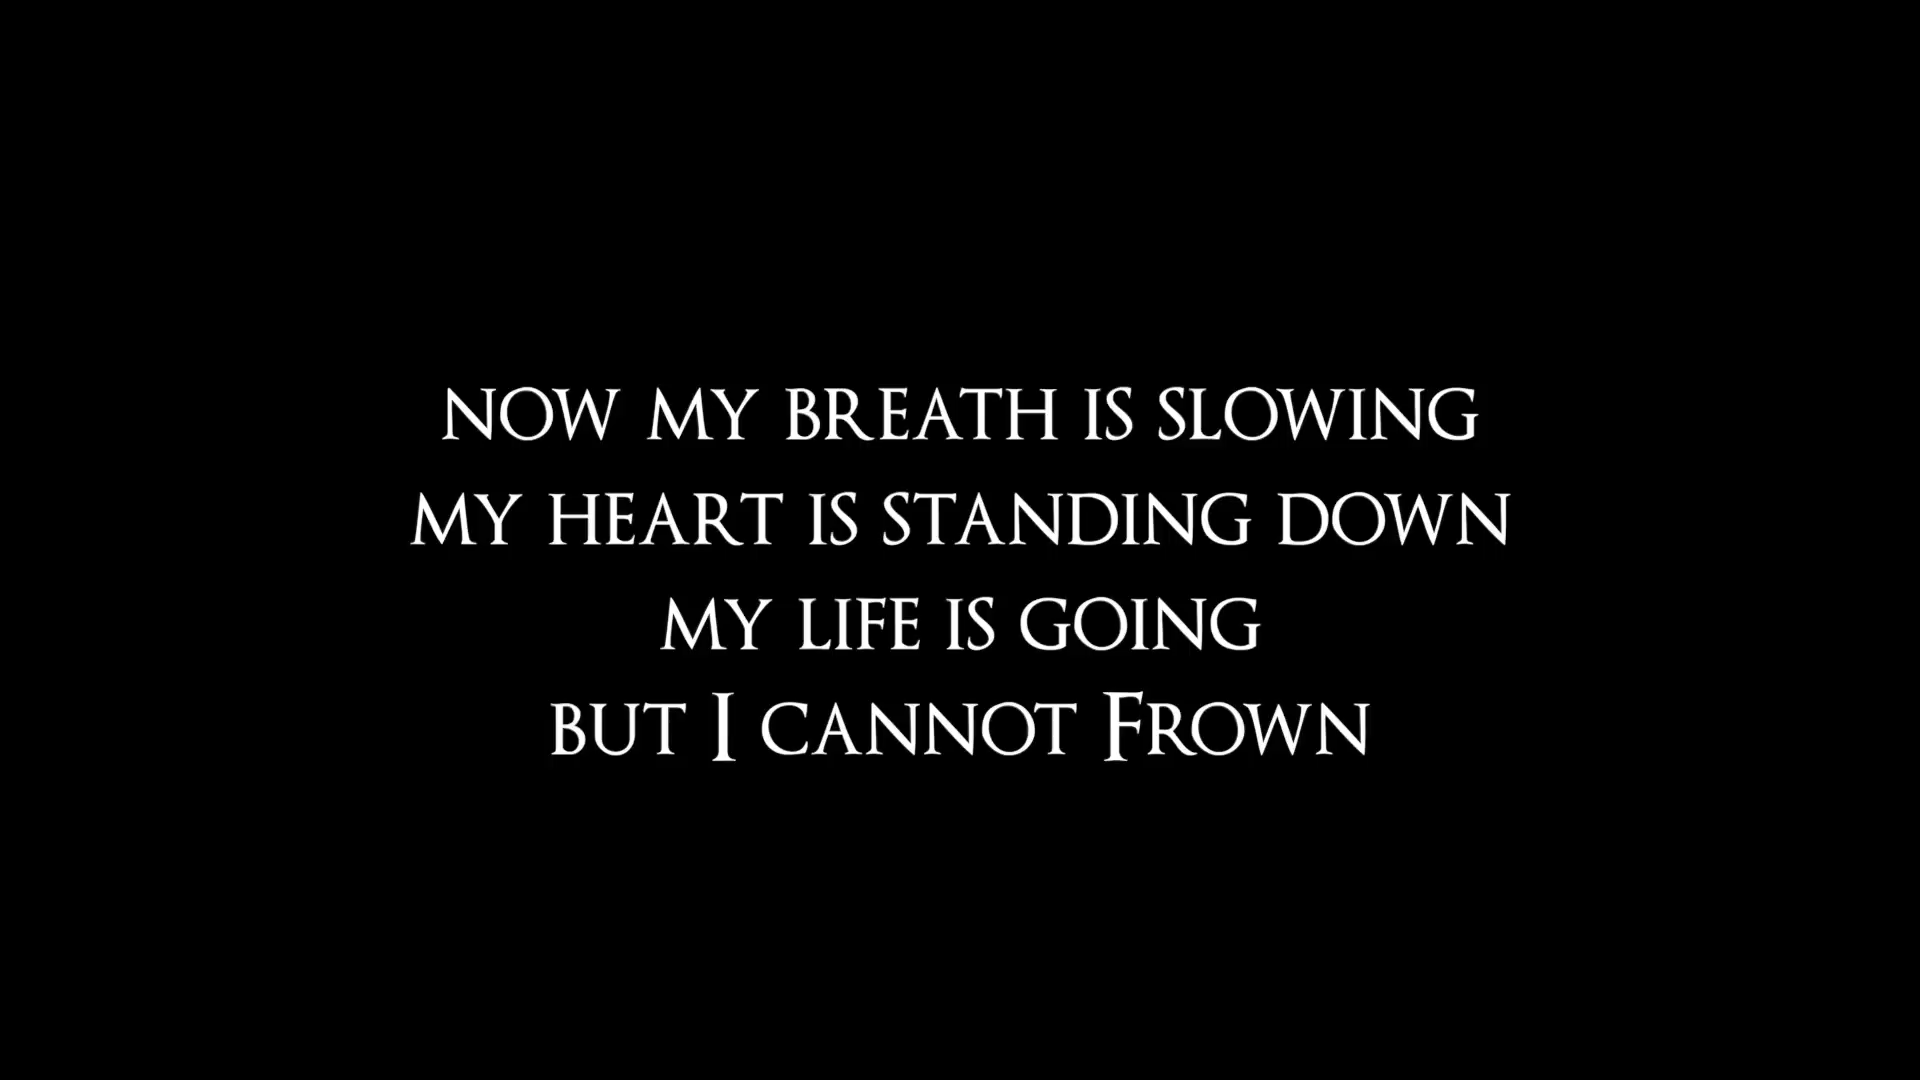 now my breath is slowing
my heart is standing down
my life is going
but I cannot Frown